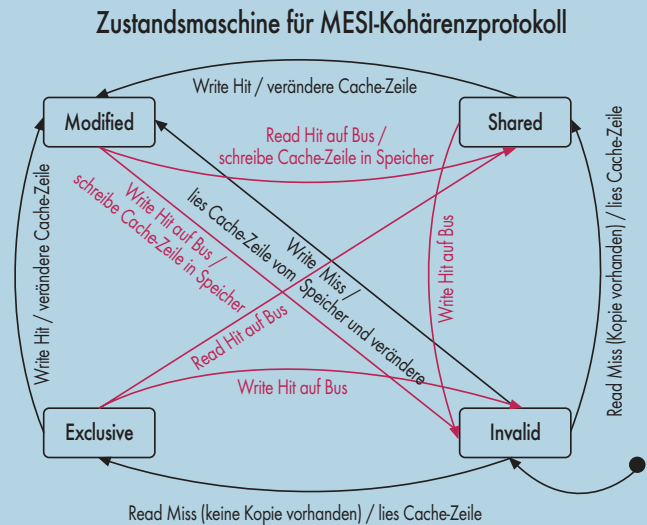 Zustandsmaschine für MESI-Kohärenzprotokoll
Write Hit / verändere Cache-Zeile
Modified
Shared
Read Hit auf Bus /
schreibe Cache-Zeile in Speicher
Write Hit auf Bus /
schreibe Cache-Zeile in Speicher
Write Miss /
lies Cache-Zeile vom Speicher und verändere
Write Hit auf Bus
Read Miss (Kopie vorhanden) / lies Cache-Zeile
Write Hit / verändere Cache-Zeile
Read Hit auf Bus
Write Hit auf Bus
Exclusive
Invalid
Read Miss (keine Kopie vorhanden) / lies Cache-Zeile